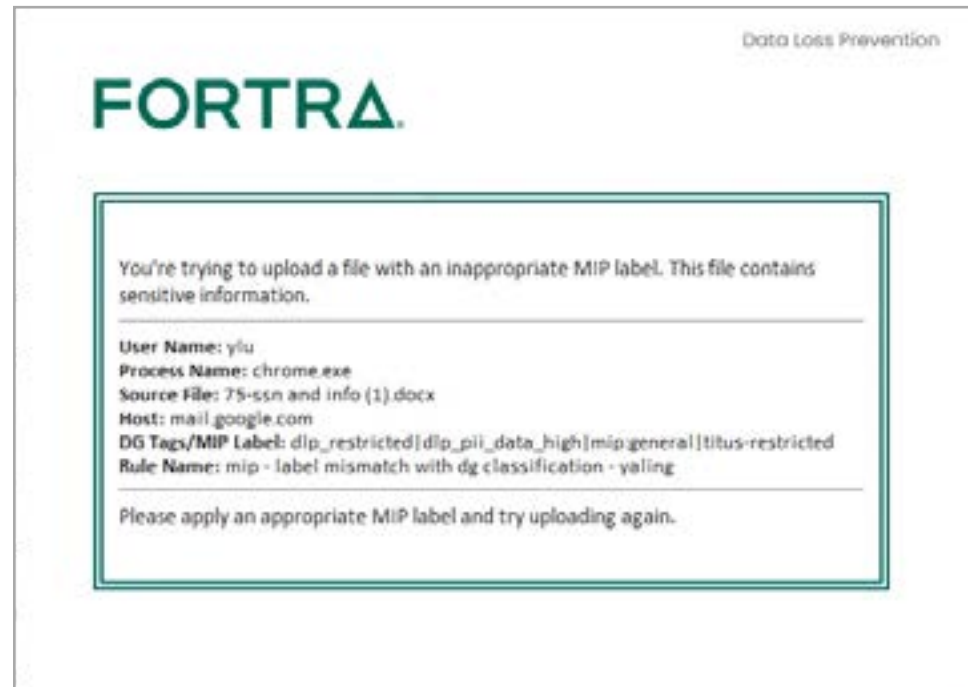 Data Loss Prevention
FORTRA.
You're trying to upload a file with an inappropriate MIP label. This file contains
sensitive information.
User Name: ylu
Process Name: chrome.exe
Source File: 75-ssn and info (1).docx
Host: mail.google.com
DG Tags/MIP Label: dlp_restricted|dlp_pii_data_high|mip:general|titus-restricted
Rule Name: mip - label mismatch with dg classification - yaling
Please apply an appropriate MIP label and try uploading again.